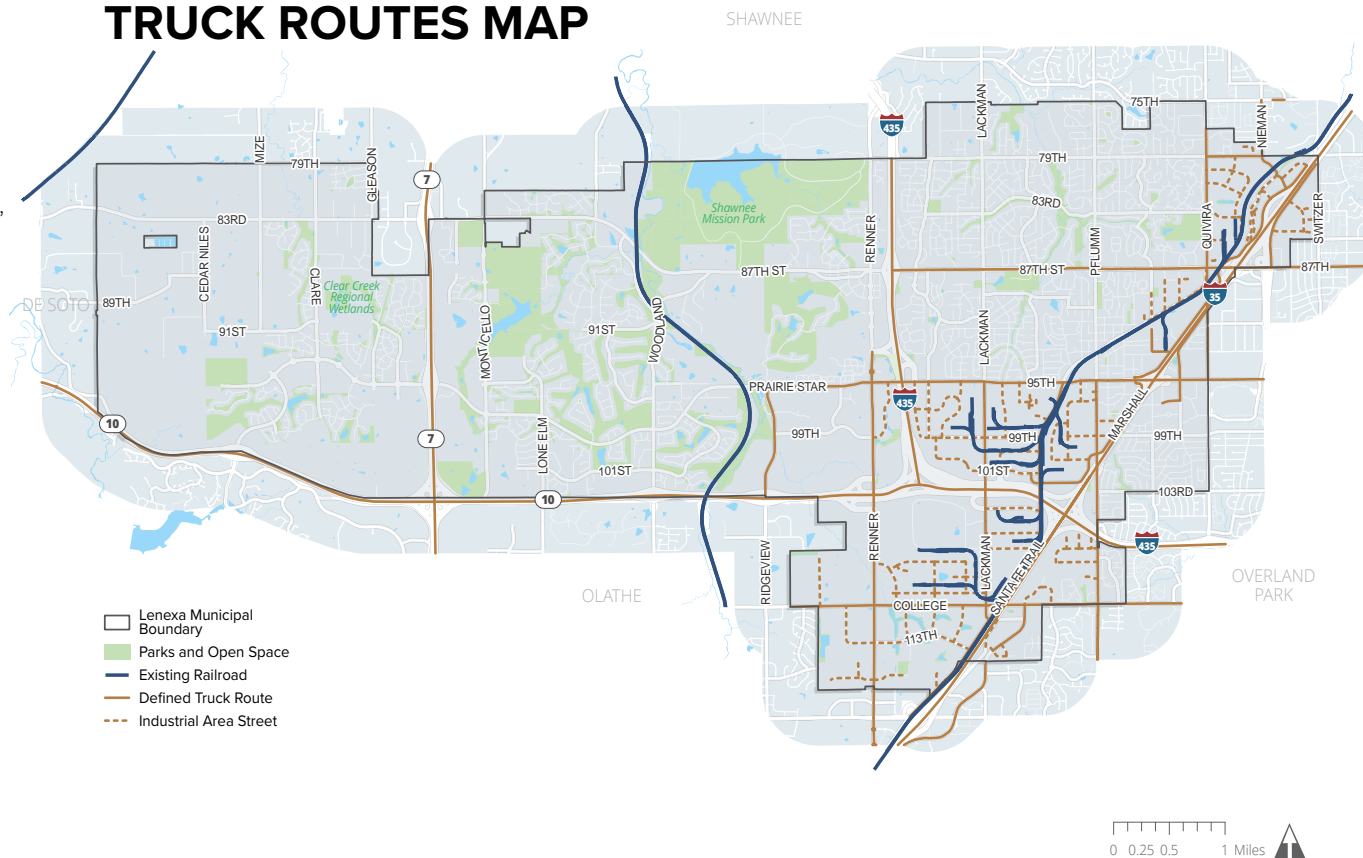 TRUCK ROUTES MAP
SHAWNEE
,
75TH
LACKMAN
NIEMAN
435
MIZE
79TH
GLEASON
7
79TH
83RD
83RD
Shawnee
Mission Park
RENNER
QUIVIRA
SWITZER
CEDAR NILES
CLARE
PFLUMM
87TH ST
87TH ST
87TH
DE SOTO
89TH
Clear Creek
Regional
Wetlands
35
91ST
MONTICELLO
91ST
WOODLAND
LACKMAN
PRAIRIE STAR
95TH
435
MARSHALL
10
7
LONE ELM
99TH
99TH
99TH
101ST
101ST
10
103RD
RENNER
RIDGEVIEW
LACKMAN
SANTA FE TRAIL
435
OLATHE
OVERLAND
PARK
COLLEGE
113TH
Lenexa Municipal
Boundary
Parks and Open Space
Existing Railroad
Defined Truck Route
Industrial Area Street
0 0.25 0.5 1 Miles